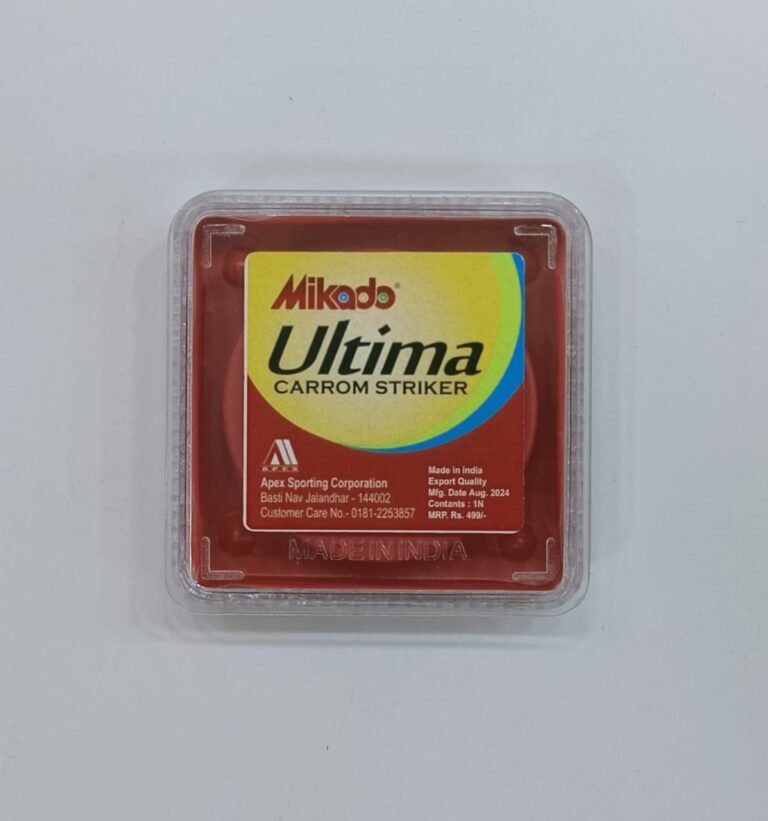 Mikado®
Ultima
CARROM STRIKER
APEX
Apex Sporting Corporation
Basti Nav Jalandhar - 144002
Customer Care No.- 0181-2253857
Made in india
Export Quality
Mfg. Date Aug. 2024
Contants : 1N
MRP. Rs. 499/-
MADE IN INDIA